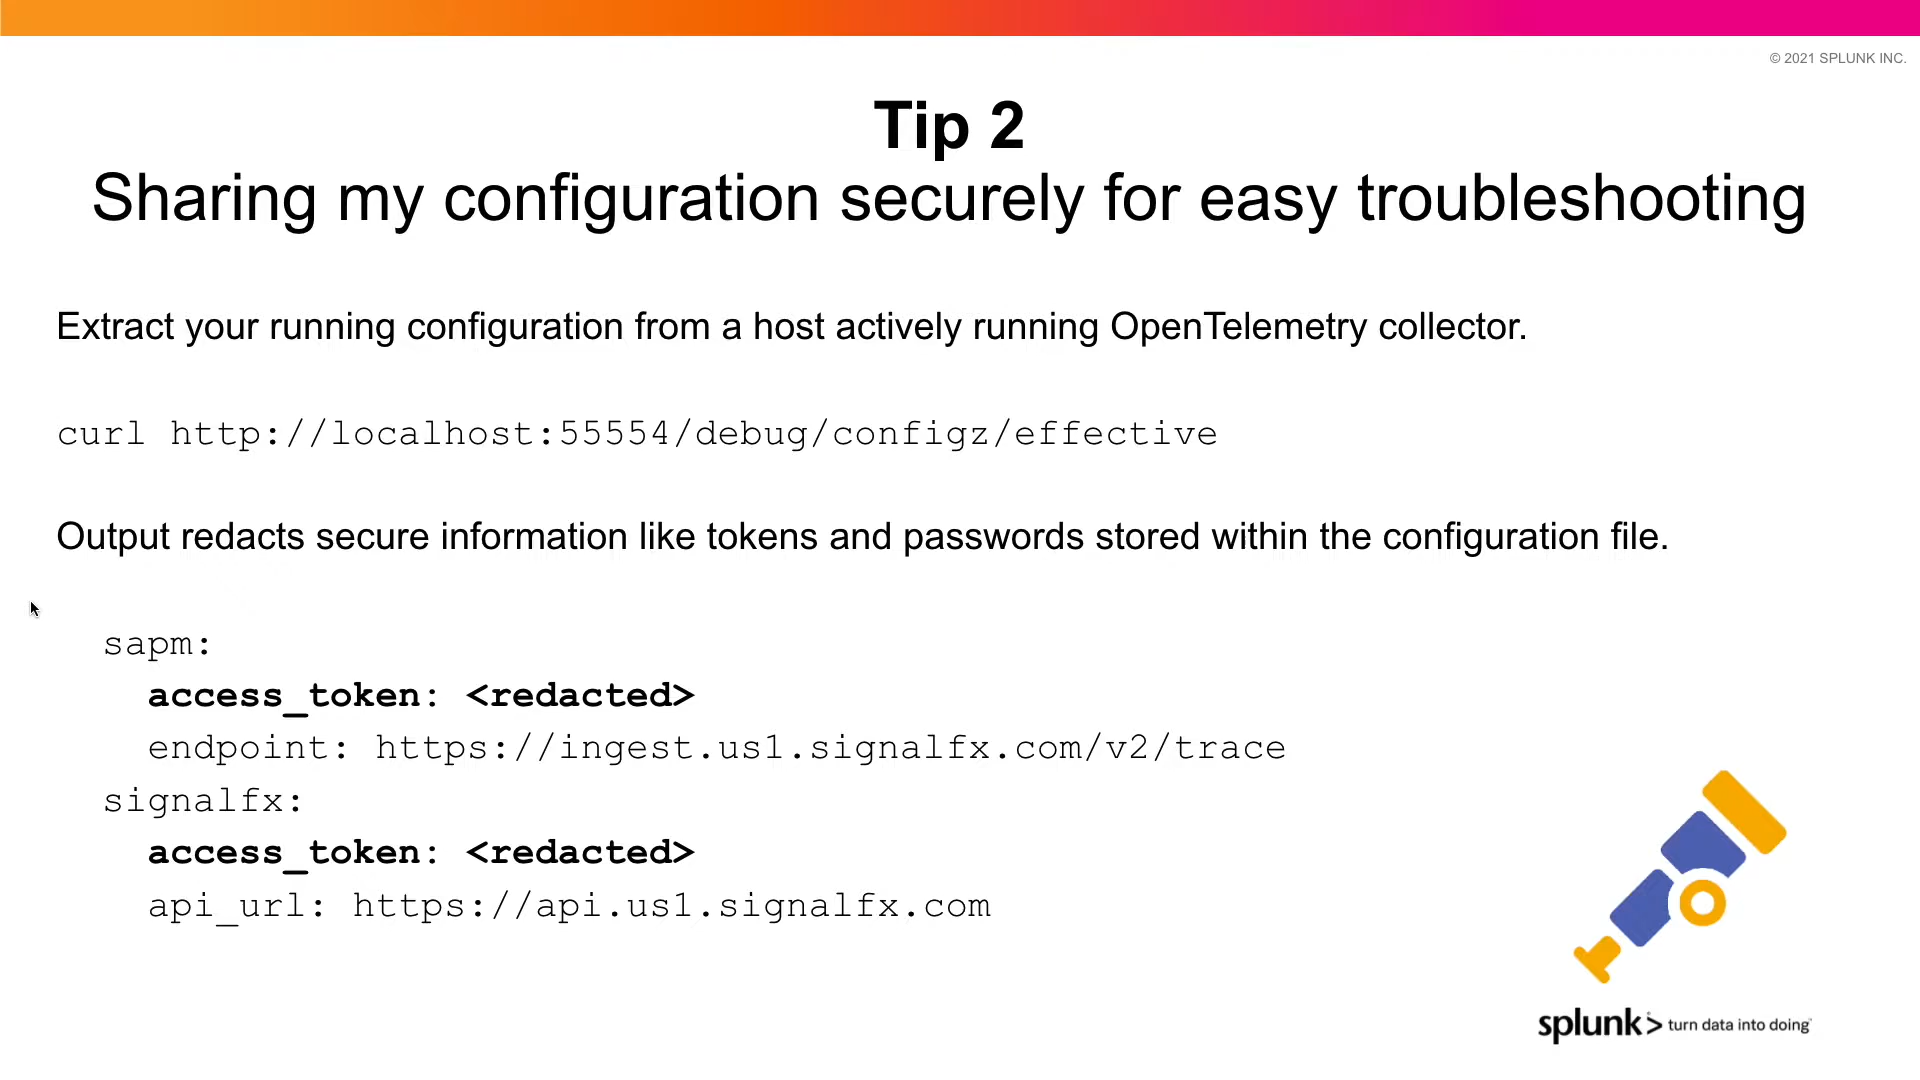 © 2021 SPLUNK INC.
Tip 2
Sharing my configuration securely for easy troubleshooting
Extract your running configuration from a host actively running OpenTelemetry collector.
curl http://localhost:55554/debug/configz/effective
Output redacts secure information like tokens and passwords stored within the configuration file.
sapm:
access_token: <redacted>
endpoint: https://ingest.us1.signalfx.com/v2/trace
signalfx:
access_token: <redacted>
api_url: https://api.us1.signalfx.com
splunk> turn data into doing™